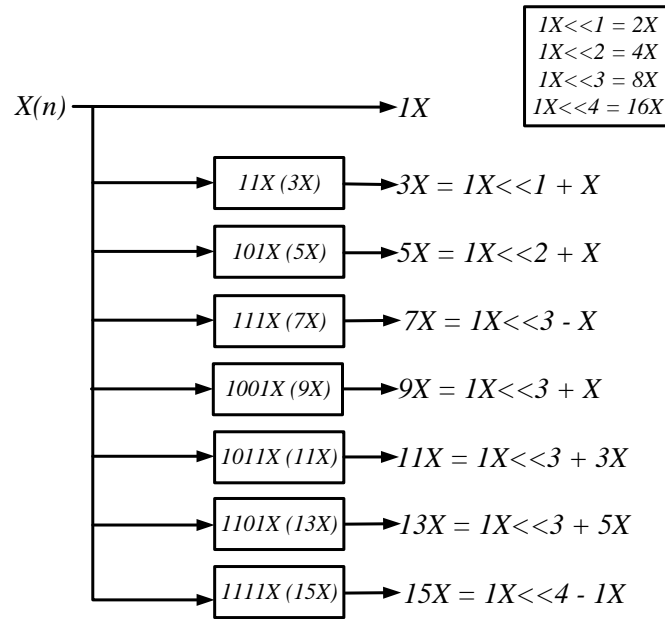 1X<<1 = 2X
1X<<2 = 4X
1X<<3 = 8X
1X<<4 = 16X
X(n) 1X
11X (3X) 3X = 1X<<1 + X
101X (5X) 5X = 1X<<2 + X
111X (7X) 7X = 1X<<3 - X
1001X (9X) 9X = 1X<<3 + X
1011X (11X) 11X = 1X<<3 + 3X
1101X (13X) 13X = 1X<<3 + 5X
1111X (15X) 15X = 1X<<4 - 1X